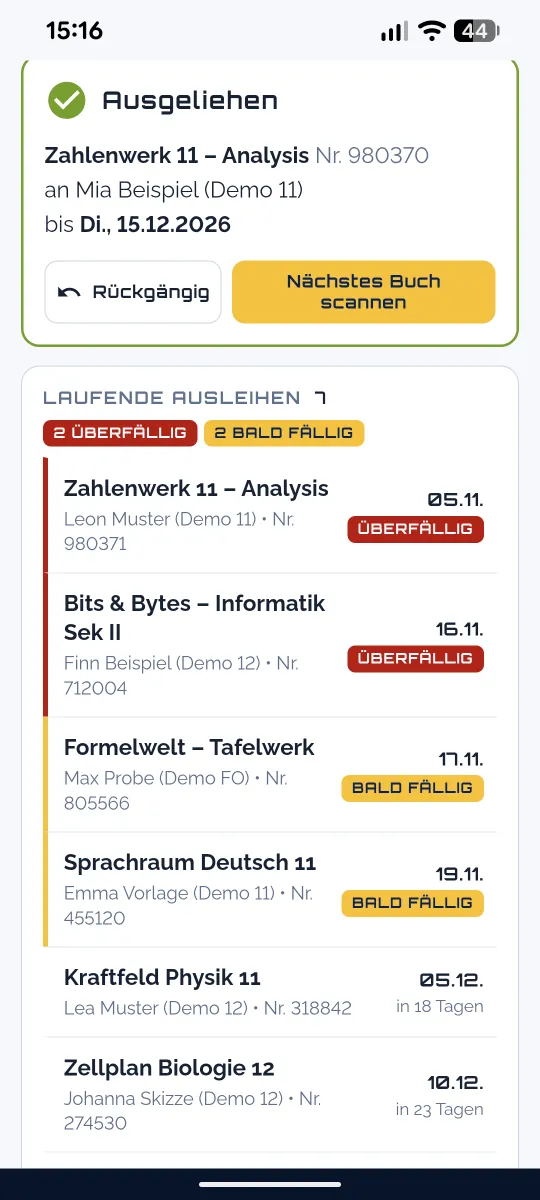 15:16
44
Ausgeliehen
Zahlenwerk 11 – Analysis Nr. 980370
an Mia Beispiel (Demo 11)
bis Di., 15.12.2026
Rückgängig
Nächstes Buch
scannen
LAUFENDE AUSLEIHEN 7
2 ÜBERFÄLLIG
2 BALD FÄLLIG
Zahlenwerk 11 – Analysis
Leon Muster (Demo 11) • Nr.
980371
05.11.
ÜBERFÄLLIG
Bits & Bytes – Informatik
Sek II
Finn Beispiel (Demo 12) • Nr.
712004
16.11.
ÜBERFÄLLIG
Formelwelt – Tafelwerk
Max Probe (Demo FO) • Nr.
805566
17.11.
BALD FÄLLIG
Sprachraum Deutsch 11
Emma Vorlage (Demo 11) • Nr.
455120
19.11.
BALD FÄLLIG
Kraftfeld Physik 11
Lea Muster (Demo 12) • Nr. 318842
05.12.
in 18 Tagen
Zellplan Biologie 12
Johanna Skizze (Demo 12) • Nr.
274530
10.12.
in 23 Tagen